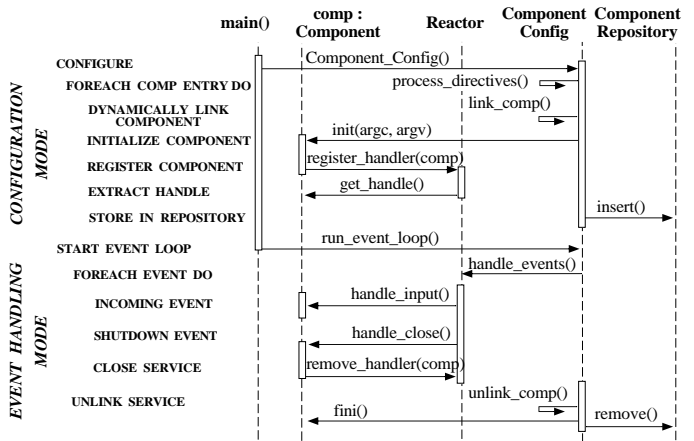 main()
comp :
Component
Reactor
Component
Config
Component
Repository
CONFIGURATION
MODE
CONFIGURE
Component_Config()
FOREACH COMP ENTRY DO
process_directives()
DYNAMICALLY LINK
COMPONENT
link_comp()
INITIALIZE COMPONENT
init(argc, argv)
REGISTER COMPONENT
register_handler(comp)
EXTRACT HANDLE
get_handle()
STORE IN REPOSITORY
insert()
EVENT HANDLING
MODE
START EVENT LOOP
run_event_loop()
FOREACH EVENT DO
handle_events()
INCOMING EVENT
handle_input()
SHUTDOWN EVENT
handle_close()
CLOSE SERVICE
remove_handler(comp)
UNLINK SERVICE
unlink_comp()
fini()
remove()